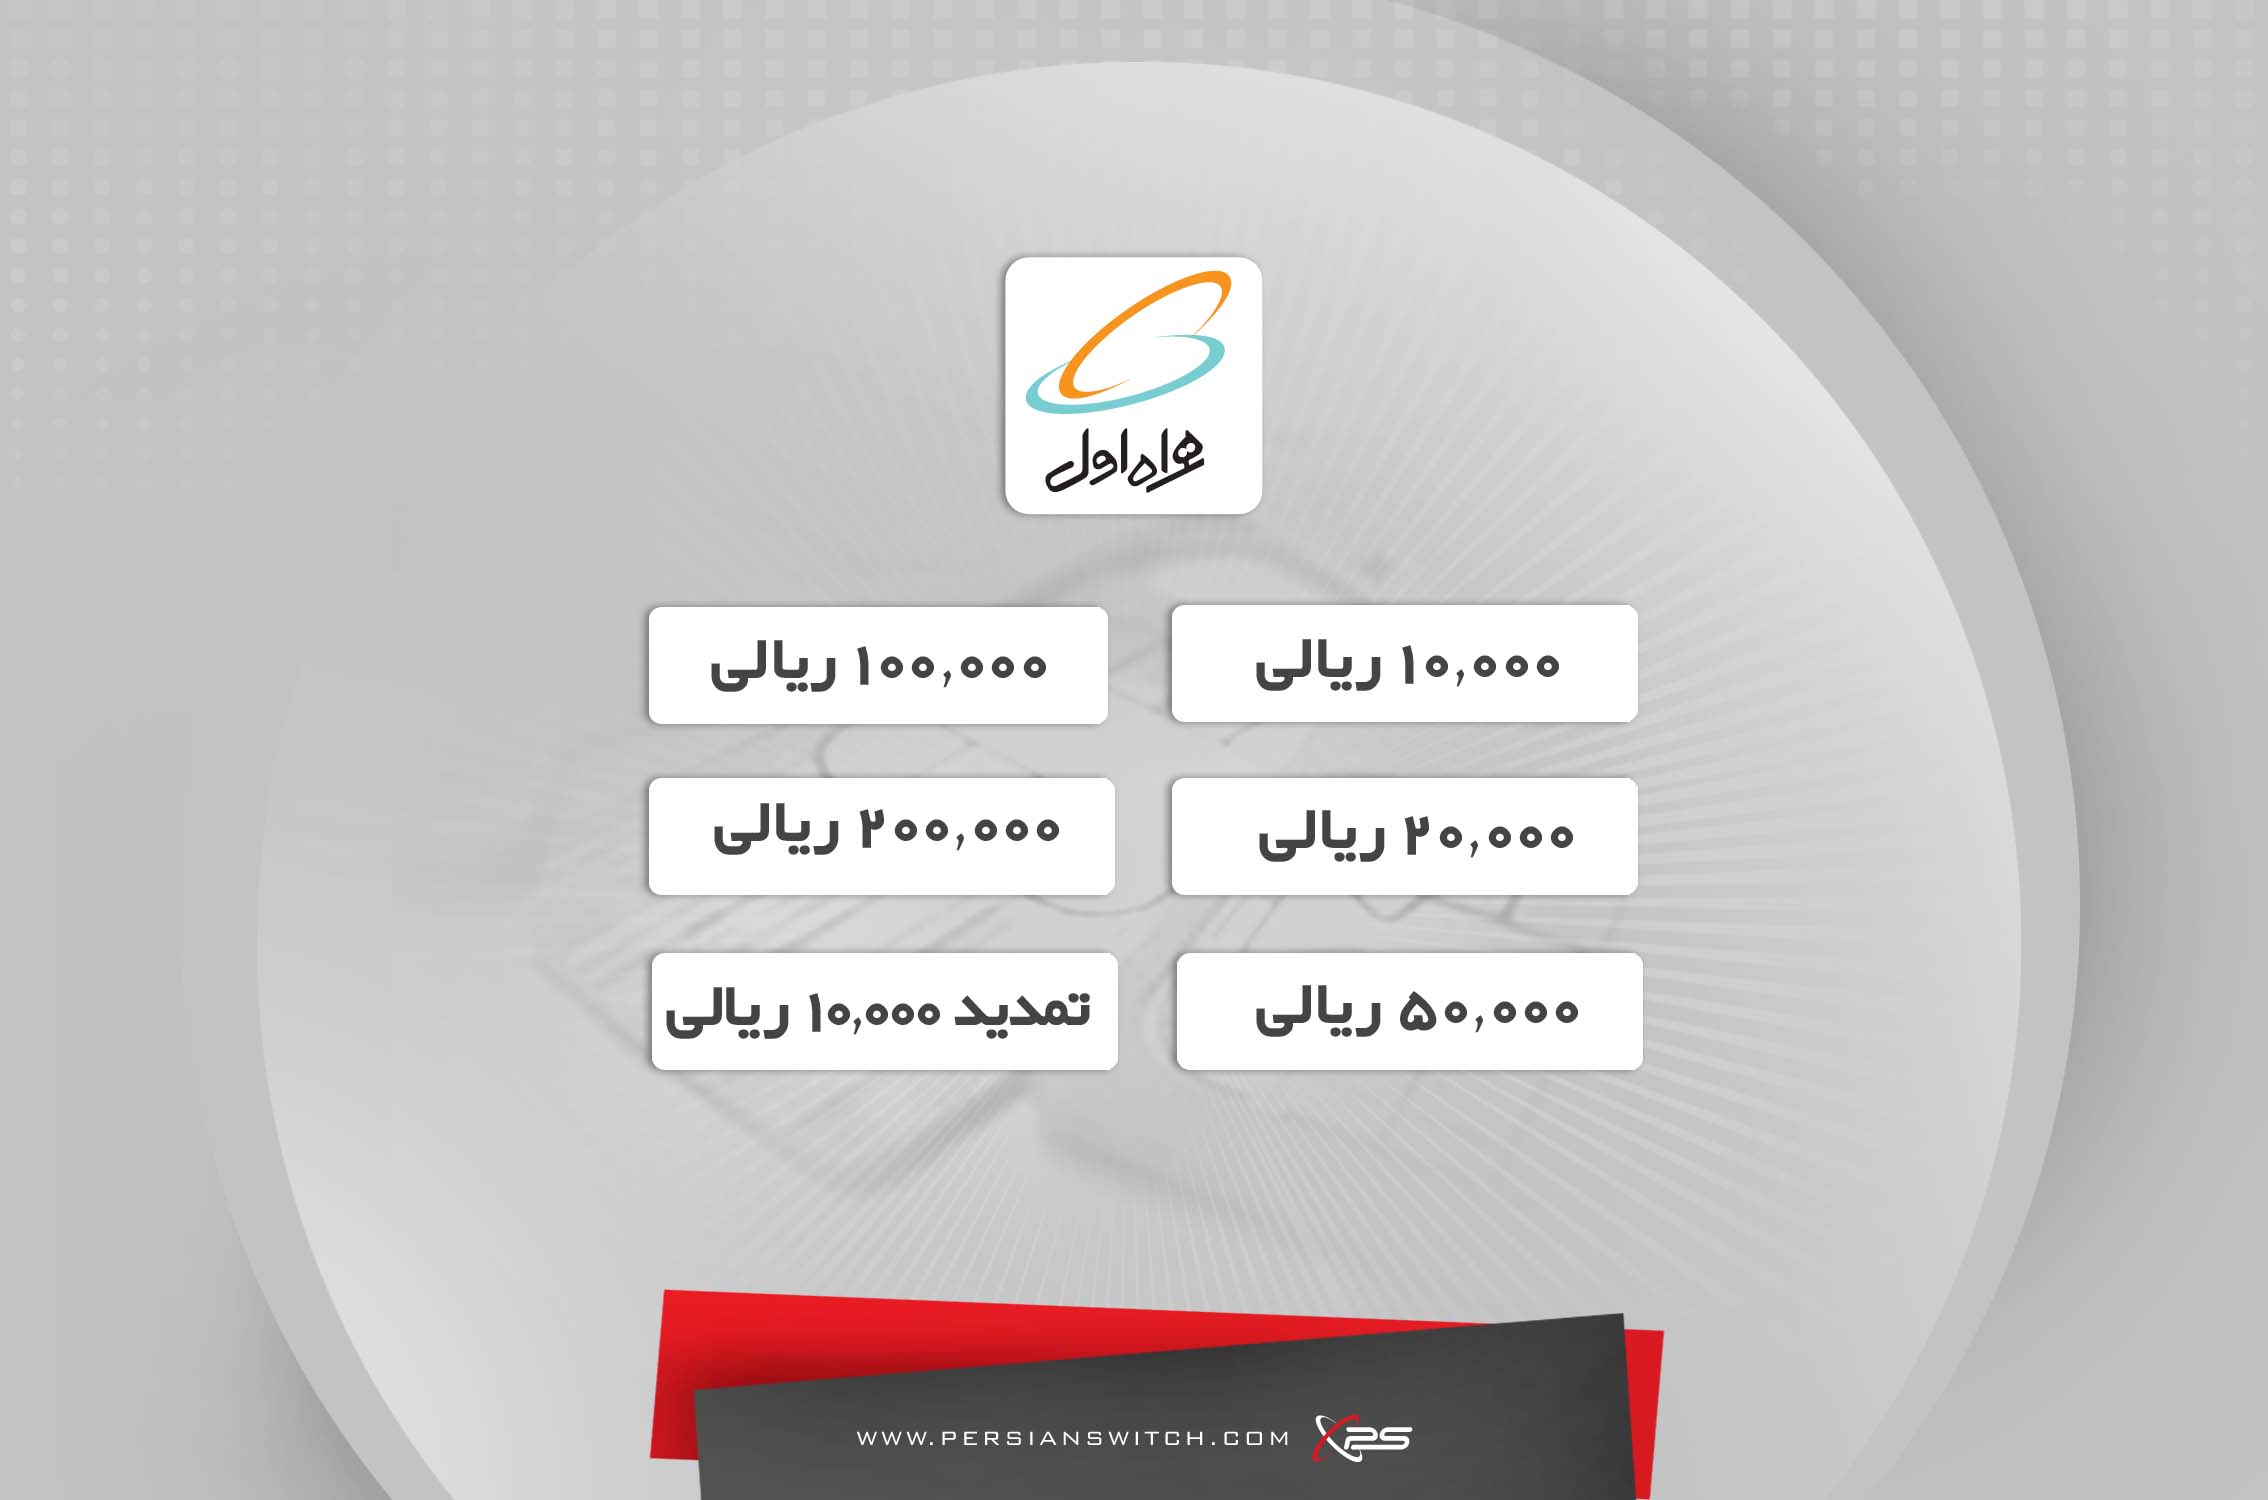 همراه اول
۱۰,۰۰۰ ریالی
۱۰۰,۰۰۰ ریالی
۲۰,۰۰۰ ریالی
۲۰۰,۰۰۰ ریالی
۵۰,۰۰۰ ریالی
تمدید ۱۰,۰۰۰ ریالی
WWW.PERSIANSWITCH.COM
PS